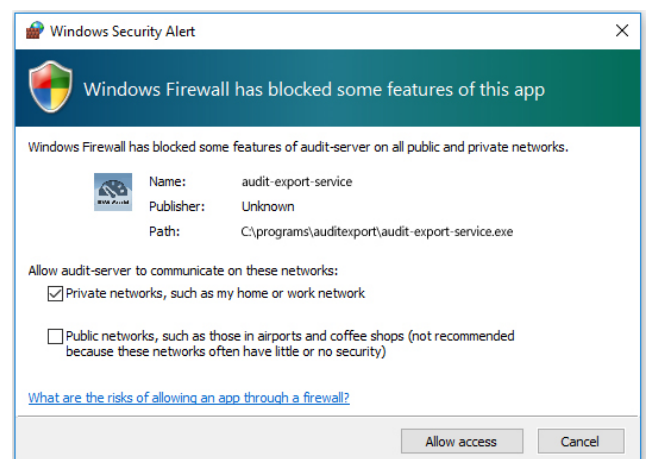 Windows Security Alert
Windows Firewall has blocked some features of this app
Windows Firewall has blocked some features of audit-server on all public and private networks.
Name: audit-export-service
Publisher: Unknown
Path: C:\programs\auditexport\audit-export-service.exe
Allow audit-server to communicate on these networks:
Private networks, such as my home or work network
Public networks, such as those in airports and coffee shops (not recommended
because these networks often have little or no security)
What are the risks of allowing an app through a firewall?
Allow access Cancel